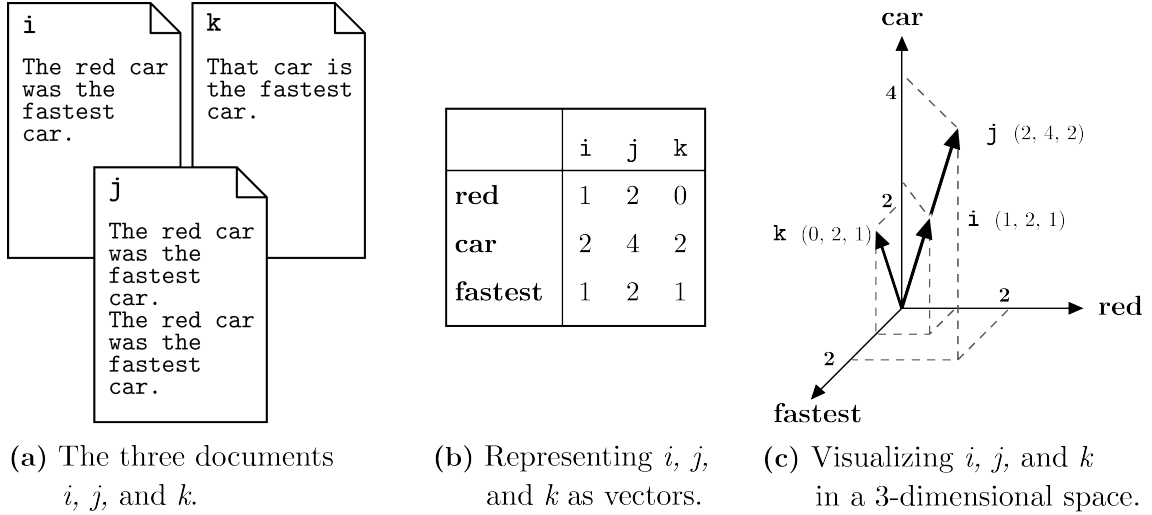 i
The red car
was the
fastest
car.
k
That car is
the fastest
car.
j
The red car
was the
fastest
car.
The red car
was the
fastest
car.
(a) The three documents
i, j, and k.
i j k
red 1 2 0
car 2 4 2
fastest 1 2 1
(b) Representing i, j,
and k as vectors.
car
4
j (2, 4, 2)
2
i (1, 2, 1)
k (0, 2, 1)
2
red
2
fastest
(c) Visualizing i, j, and k
in a 3-dimensional space.